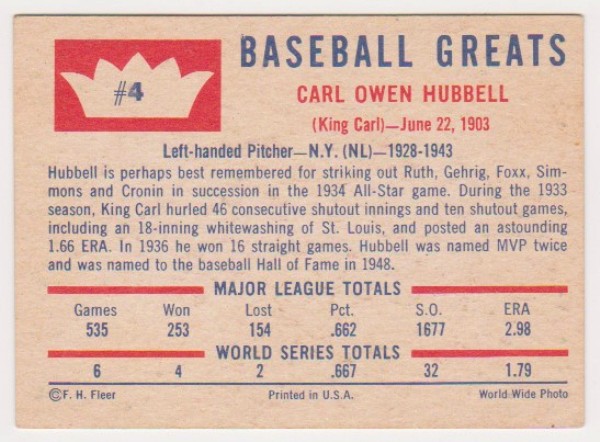 #4
BASEBALL GREATS
CARL OWEN HUBBELL
(King Carl)—June 22, 1903
Left-handed Pitcher—N.Y. (NL)—1928-1943
Hubbell is perhaps best remembered for striking out Ruth, Gehrig, Foxx, Sim-
mons and Cronin in succession in the 1934 All-Star game. During the 1933
season, King Carl hurled 46 consecutive shutout innings and ten shutout games,
including an 18-inning whitewashing of St. Louis, and posted an astounding
1.66 ERA. In 1936 he won 16 straight games. Hubbell was named MVP twice
and was named to the baseball Hall of Fame in 1948.
MAJOR LEAGUE TOTALS
Games Won Lost Pct. S.O. ERA
535 253 154 .662 1677 2.98
WORLD SERIES TOTALS
6 4 2 .667 32 1.79
©F. H. Fleer Printed in U.S.A. World Wide Photo